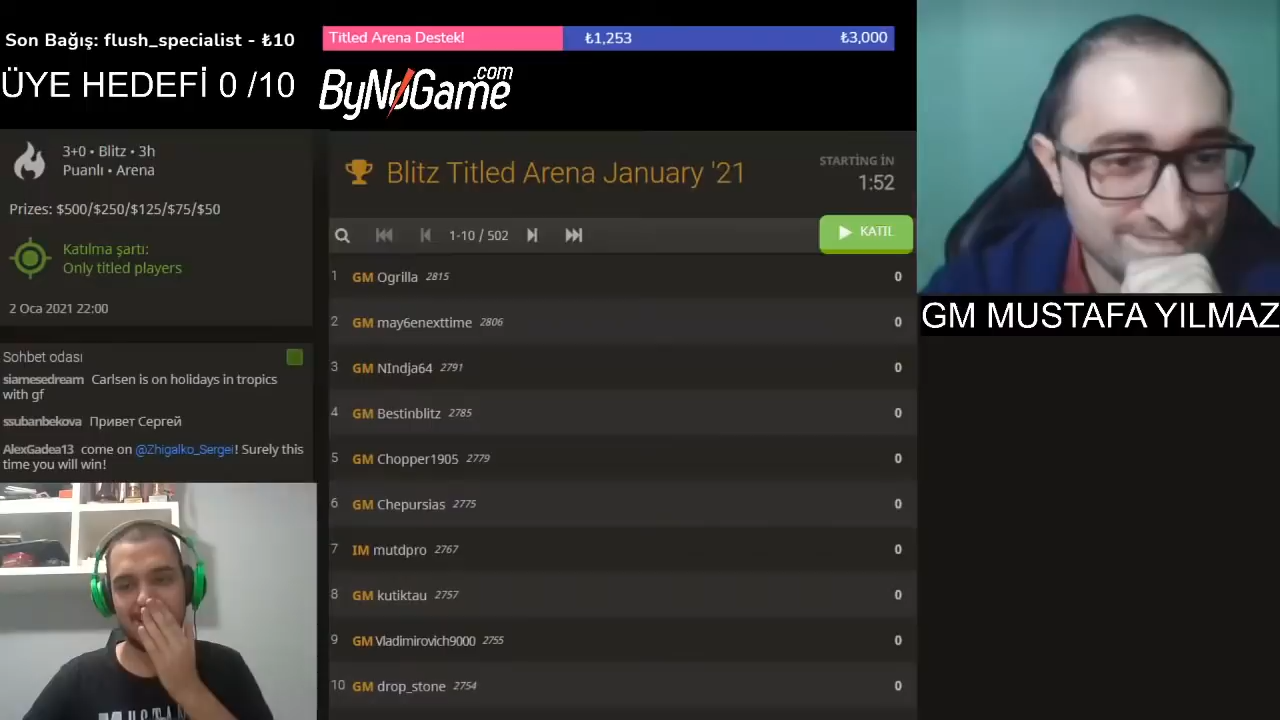 Son Bağış: flush_specialist - ₺10
ÜYE HEDEFİ 0 /10
Titled Arena Destek!
₺1,253
₺3,000
ByNoGame.com
3+0 • Blitz • 3h
Puanlı • Arena
Prizes: $500/$250/$125/$75/$50
Katılma şartı:
Only titled players
2 Oca 2021 22:00
Sohbet odası
siamesedream Carlsen is on holidays in tropics
with gf
ssubanbekova Привет Сергей
AlexGadea13 come on @Zhigalko_Sergei! Surely this
time you will win!
Blitz Titled Arena January '21
STARTİNG İN
1:52
1-10 / 502
KATIL
1 GM Ogrilla 2815 0
2 GM may6enexttime 2806 0
3 GM NIndja64 2791 0
4 GM Bestinblitz 2785 0
5 GM Chopper1905 2779 0
6 GM Chepursias 2775 0
7 IM mutdpro 2767 0
8 GM kutiktau 2757 0
9 GM Vladimirovich9000 2755 0
10 GM drop_stone 2754 0
GM MUSTAFA YILMAZ